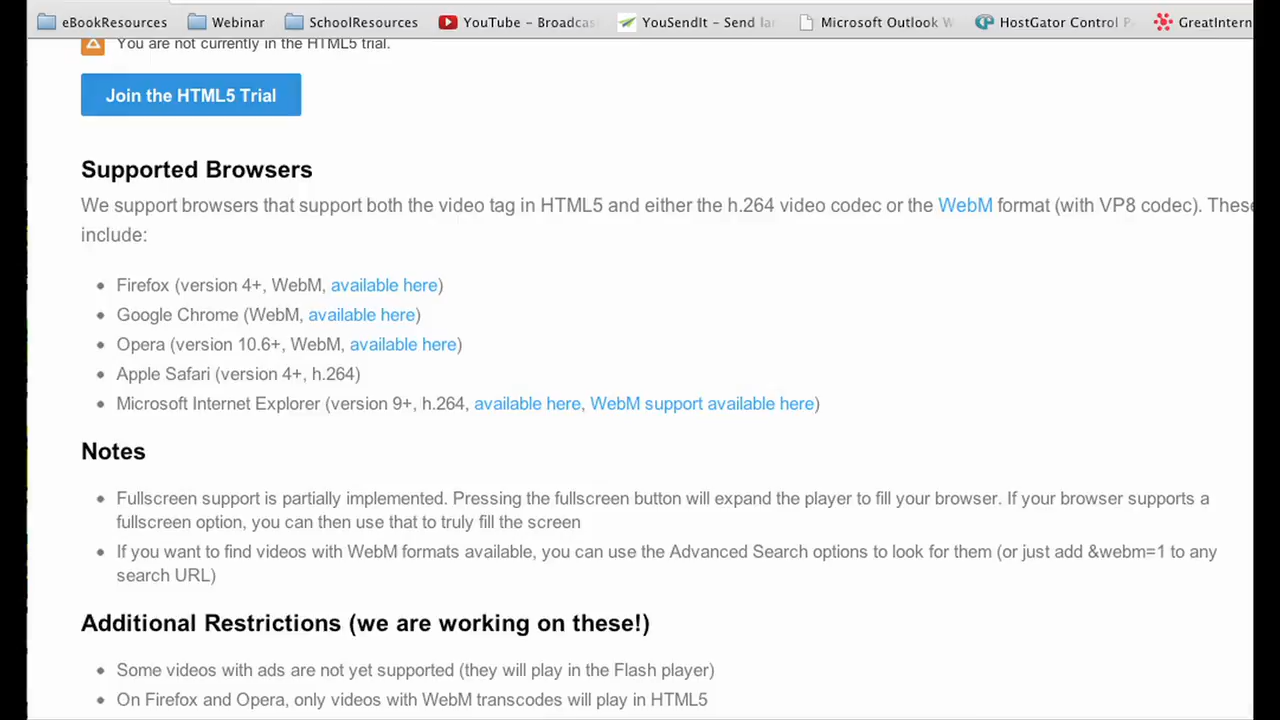 eBookResources Webinar SchoolResources YouTube - Broadcas YouSendIt - Send lar Microsoft Outlook W HostGator Control P GreatIntern
You are not currently in the HTML5 trial.
Join the HTML5 Trial
Supported Browsers
We support browsers that support both the video tag in HTML5 and either the h.264 video codec or the WebM format (with VP8 codec). These
include:
• Firefox (version 4+, WebM, available here)
• Google Chrome (WebM, available here)
• Opera (version 10.6+, WebM, available here)
• Apple Safari (version 4+, h.264)
• Microsoft Internet Explorer (version 9+, h.264, available here, WebM support available here)
Notes
• Fullscreen support is partially implemented. Pressing the fullscreen button will expand the player to fill your browser. If your browser supports a
fullscreen option, you can then use that to truly fill the screen
• If you want to find videos with WebM formats available, you can use the Advanced Search options to look for them (or just add &webm=1 to any
search URL)
Additional Restrictions (we are working on these!)
• Some videos with ads are not yet supported (they will play in the Flash player)
• On Firefox and Opera, only videos with WebM transcodes will play in HTML5